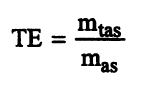 TE = m_tas / m_as